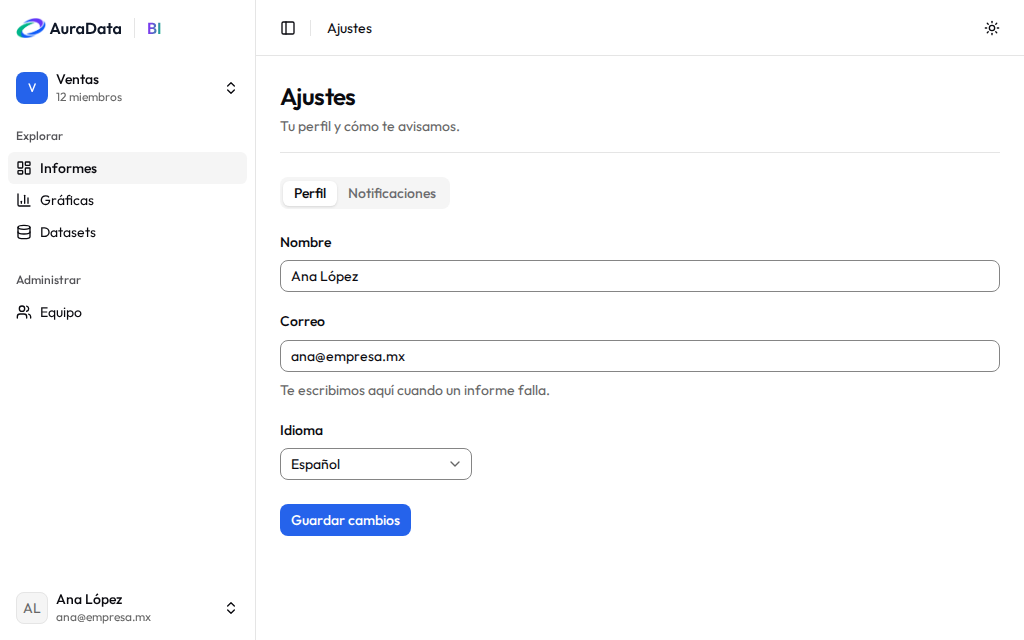 AuraData BI
V
Ventas
12 miembros
Explorar
Informes
Gráficas
Datasets
Administrar
Equipo
AL
Ana López
ana@empresa.mx
Ajustes
Ajustes
Tu perfil y cómo te avisamos.
Perfil Notificaciones
Nombre
Ana López
Correo
ana@empresa.mx
Te escribimos aquí cuando un informe falla.
Idioma
Español
Guardar cambios